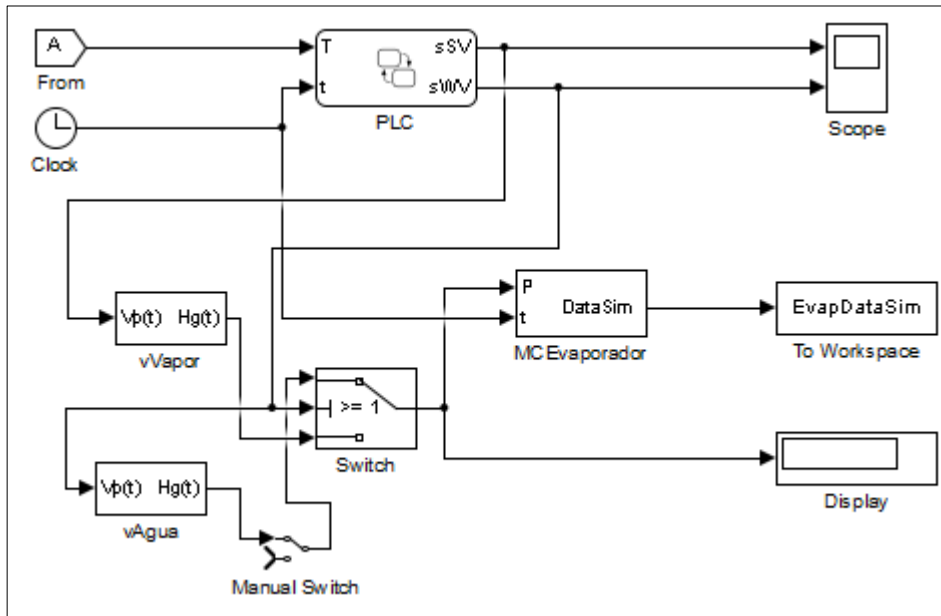 A
From
Clock
T
t
sSV
sWV
PLC
Scope
Vp(t) Hg(t)
vVapor
P
t
DataSim
MCEvaporador
EvapDataSim
To Workspace
>= 1
Switch
Vp(t) Hg(t)
vAgua
Manual Switch
Display